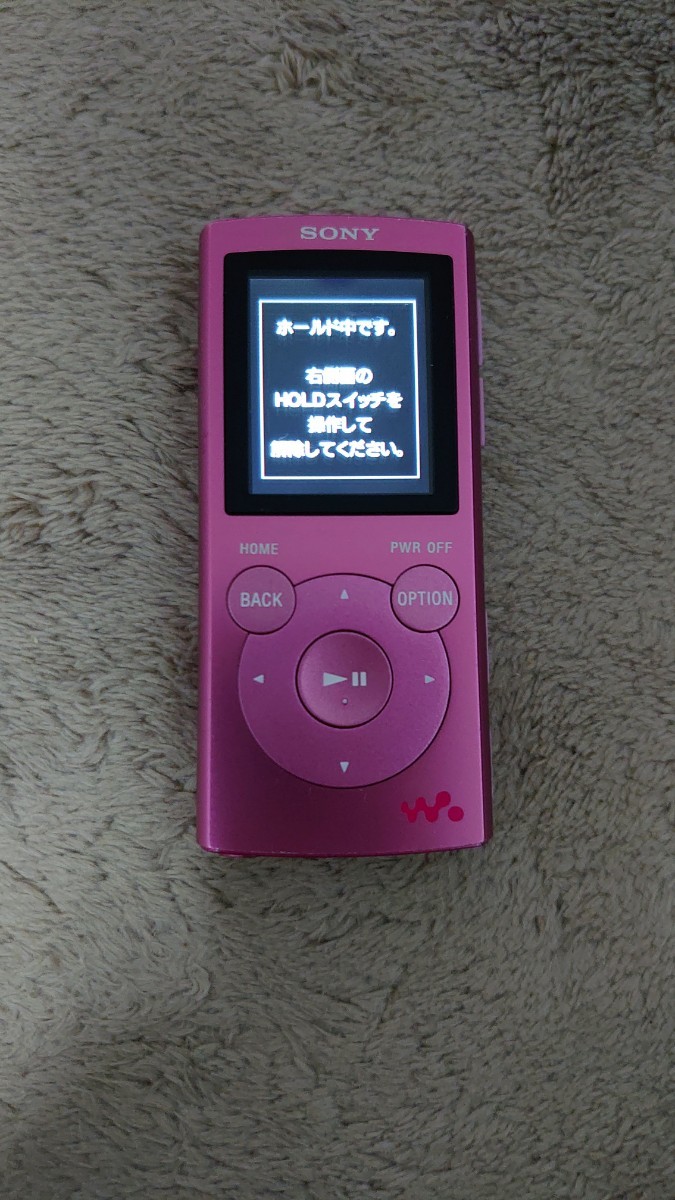 SONY
ホールド中です。
右側面の
HOLDスイッチを
操作して
解除してください。
HOME
PWR OFF
BACK
OPTION